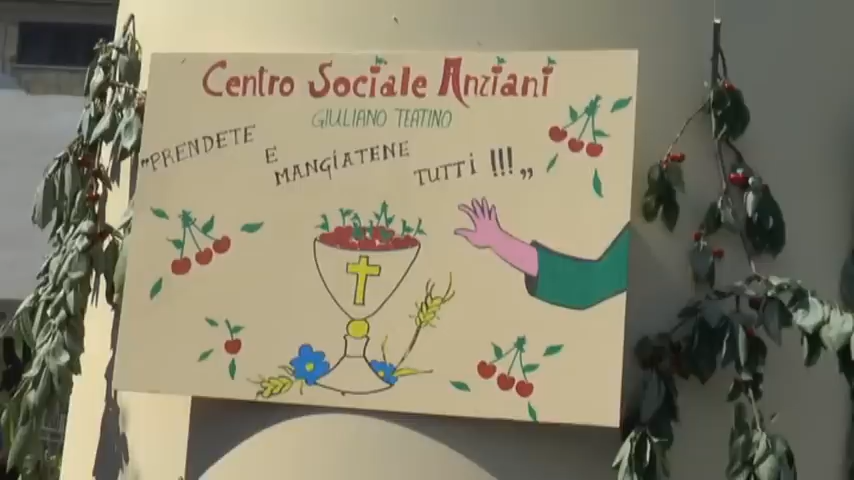 Centro Sociale Anziani
GIULIANO TEATINO
"PRENDETE E MANGIATENE TUTTI !!!„